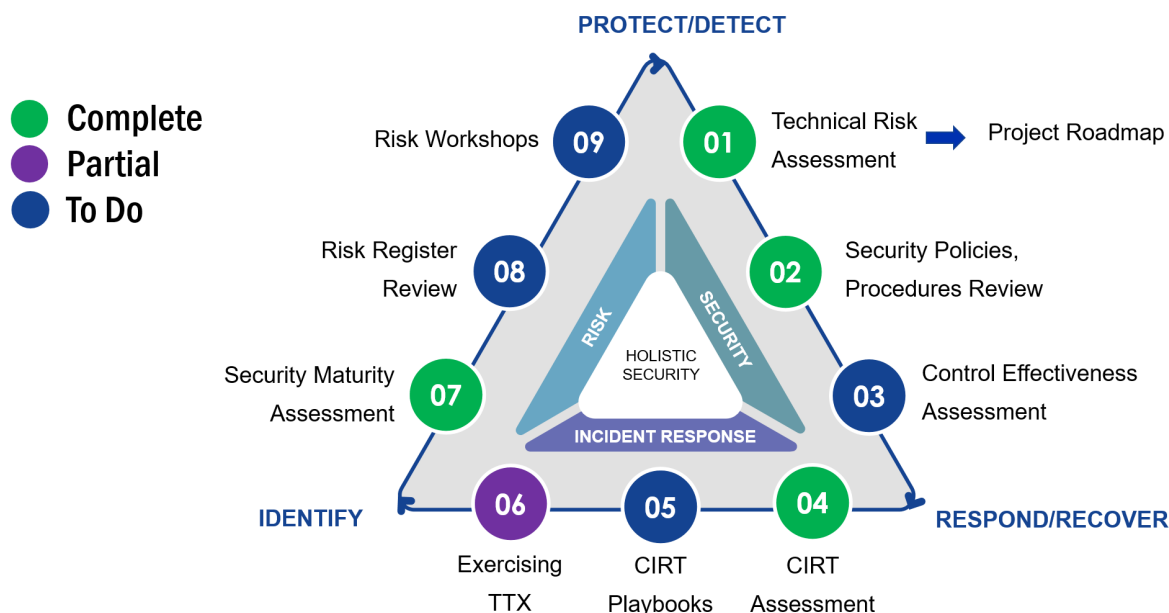 PROTECT/DETECT
Complete
Partial
To Do
Risk Workshops
09
01
Technical Risk
Assessment
Project Roadmap
Risk Register
Review
08
02
Security Policies,
Procedures Review
RISK
SECURITY
HOLISTIC
SECURITY
Security Maturity
Assessment
07
03
Control Effectiveness
Assessment
INCIDENT RESPONSE
IDENTIFY
06
05
04
RESPOND/RECOVER
Exercising
TTX
CIRT
Playbooks
CIRT
Assessment